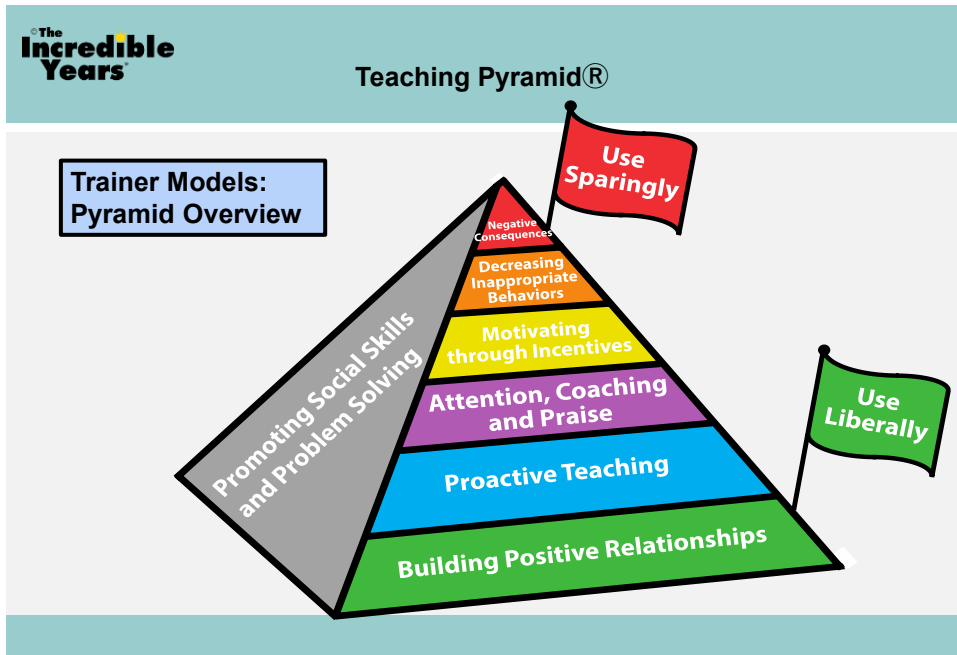 ©The
Incredible
Years®
Teaching Pyramid®
Trainer Models:
Pyramid Overview
Use
Sparingly
Negative
Consequences
Decreasing
Inappropriate
Behaviors
Motivating
through Incentives
Attention, Coaching
and Praise
Proactive Teaching
Building Positive Relationships
Promoting Social Skills
and Problem Solving
Use
Liberally